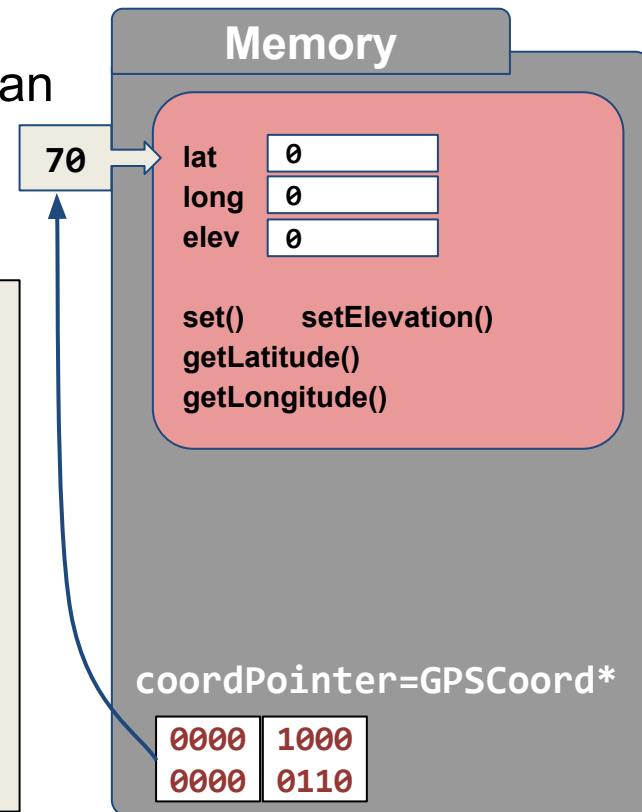 Memory
an
70
lat 0
long 0
elev 0
set() setElevation()
getLatitude()
getLongitude()
coordPointer=GPSCoord*
0000 1000
0000 0110